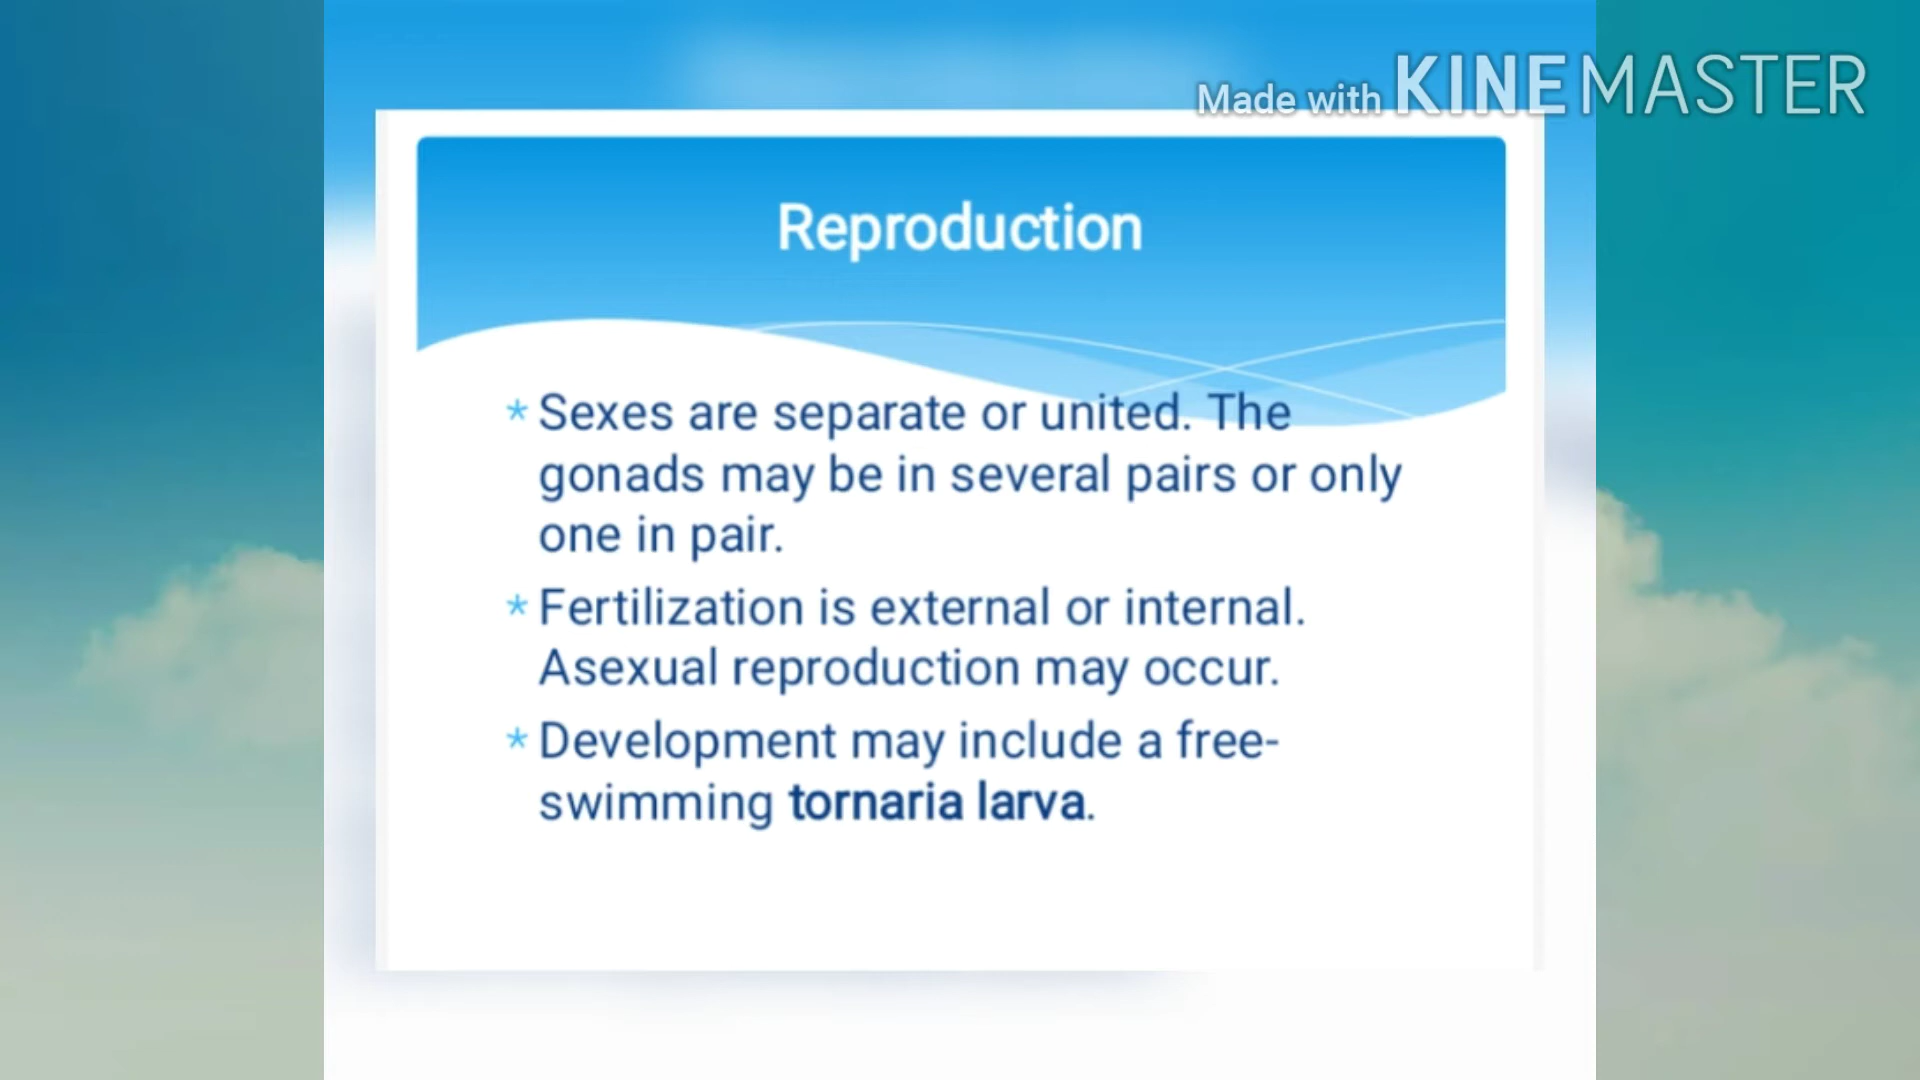 Made with KINEMASTER
Reproduction
* Sexes are separate or united. The
gonads may be in several pairs or only
one in pair.
* Fertilization is external or internal.
Asexual reproduction may occur.
* Development may include a free-
swimming tornaria larva.